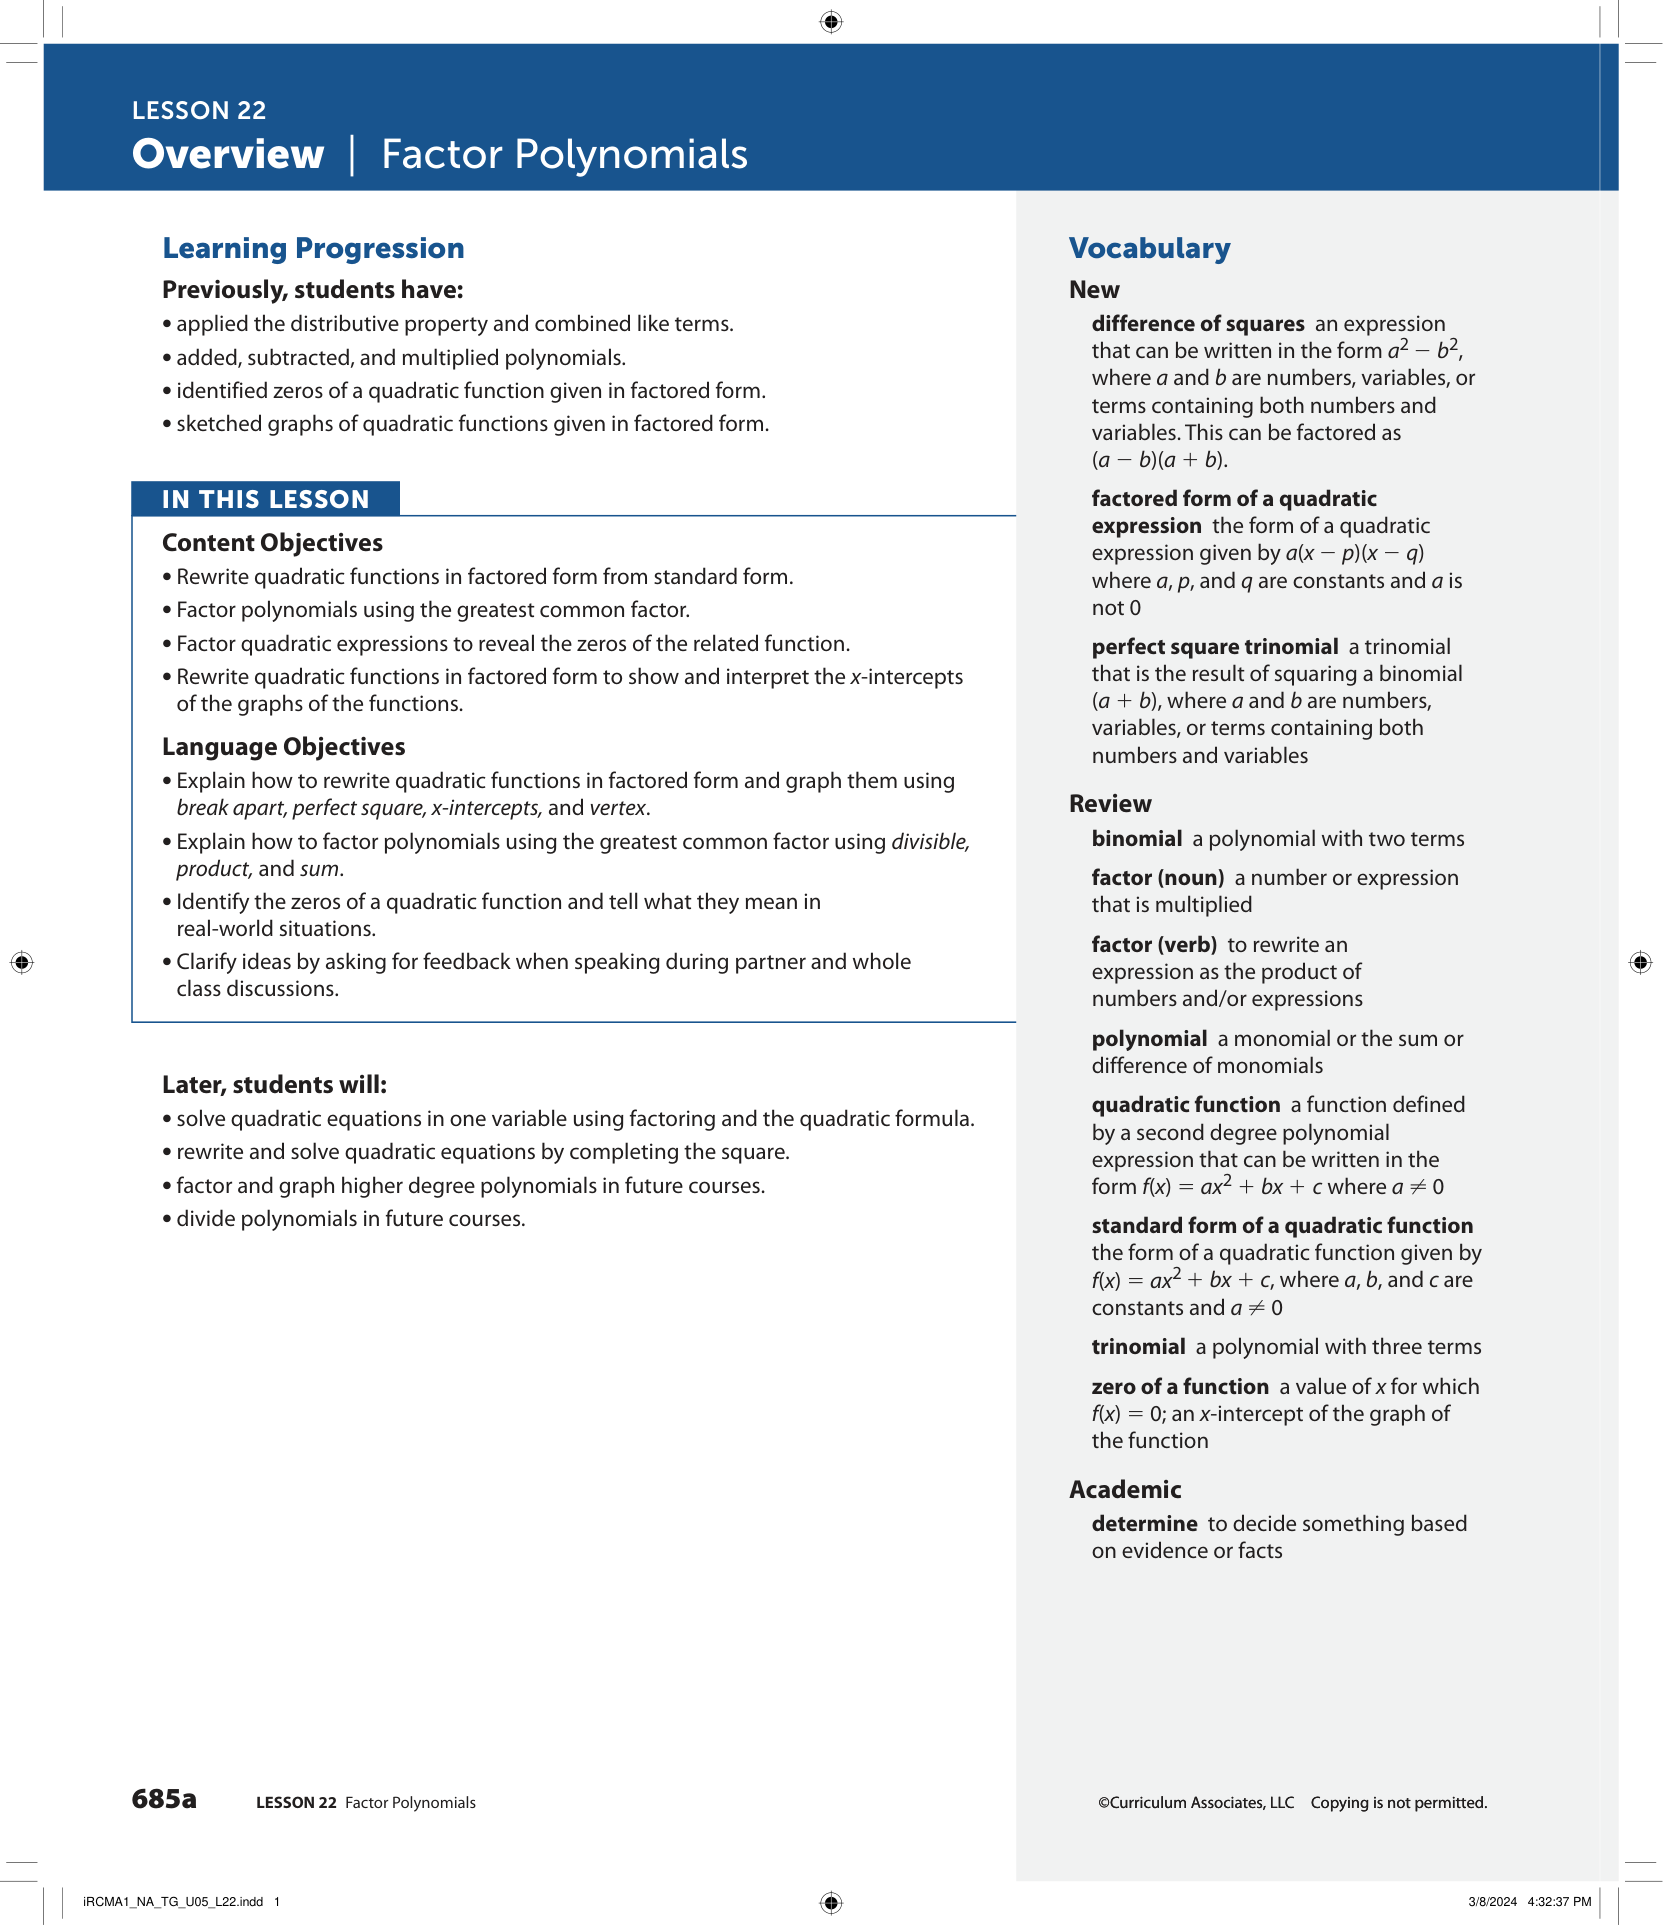 LESSON 22
Overview | Factor Polynomials
Learning Progression
Previously, students have:
• applied the distributive property and combined like terms.
• added, subtracted, and multiplied polynomials.
• identified zeros of a quadratic function given in factored form.
• sketched graphs of quadratic functions given in factored form.
IN THIS LESSON
Content Objectives
• Rewrite quadratic functions in factored form from standard form.
• Factor polynomials using the greatest common factor.
• Factor quadratic expressions to reveal the zeros of the related function.
• Rewrite quadratic functions in factored form to show and interpret the x-intercepts
of the graphs of the functions.
Language Objectives
• Explain how to rewrite quadratic functions in factored form and graph them using
break apart, perfect square, x-intercepts, and vertex.
• Explain how to factor polynomials using the greatest common factor using divisible,
product, and sum.
• Identify the zeros of a quadratic function and tell what they mean in
real-world situations.
• Clarify ideas by asking for feedback when speaking during partner and whole
class discussions.
Later, students will:
• solve quadratic equations in one variable using factoring and the quadratic formula.
• rewrite and solve quadratic equations by completing the square.
• factor and graph higher degree polynomials in future courses.
• divide polynomials in future courses.
Vocabulary
New
difference of squares an expression
that can be written in the form a² − b²,
where a and b are numbers, variables, or
terms containing both numbers and
variables. This can be factored as
(a − b)(a + b).
factored form of a quadratic
expression the form of a quadratic
expression given by a(x − p)(x − q)
where a, p, and q are constants and a is
not 0
perfect square trinomial a trinomial
that is the result of squaring a binomial
(a + b), where a and b are numbers,
variables, or terms containing both
numbers and variables
Review
binomial a polynomial with two terms
factor (noun) a number or expression
that is multiplied
factor (verb) to rewrite an
expression as the product of
numbers and/or expressions
polynomial a monomial or the sum or
difference of monomials
quadratic function a function defined
by a second degree polynomial
expression that can be written in the
form f(x) = ax² + bx + c where a ≠ 0
standard form of a quadratic function
the form of a quadratic function given by
f(x) = ax² + bx + c, where a, b, and c are
constants and a ≠ 0
trinomial a polynomial with three terms
zero of a function a value of x for which
f(x) = 0; an x-intercept of the graph of
the function
Academic
determine to decide something based
on evidence or facts
685a LESSON 22 Factor Polynomials
©Curriculum Associates, LLC Copying is not permitted.
iRCMA1_NA_TG_U05_L22.indd 1
3/8/2024 4:32:37 PM